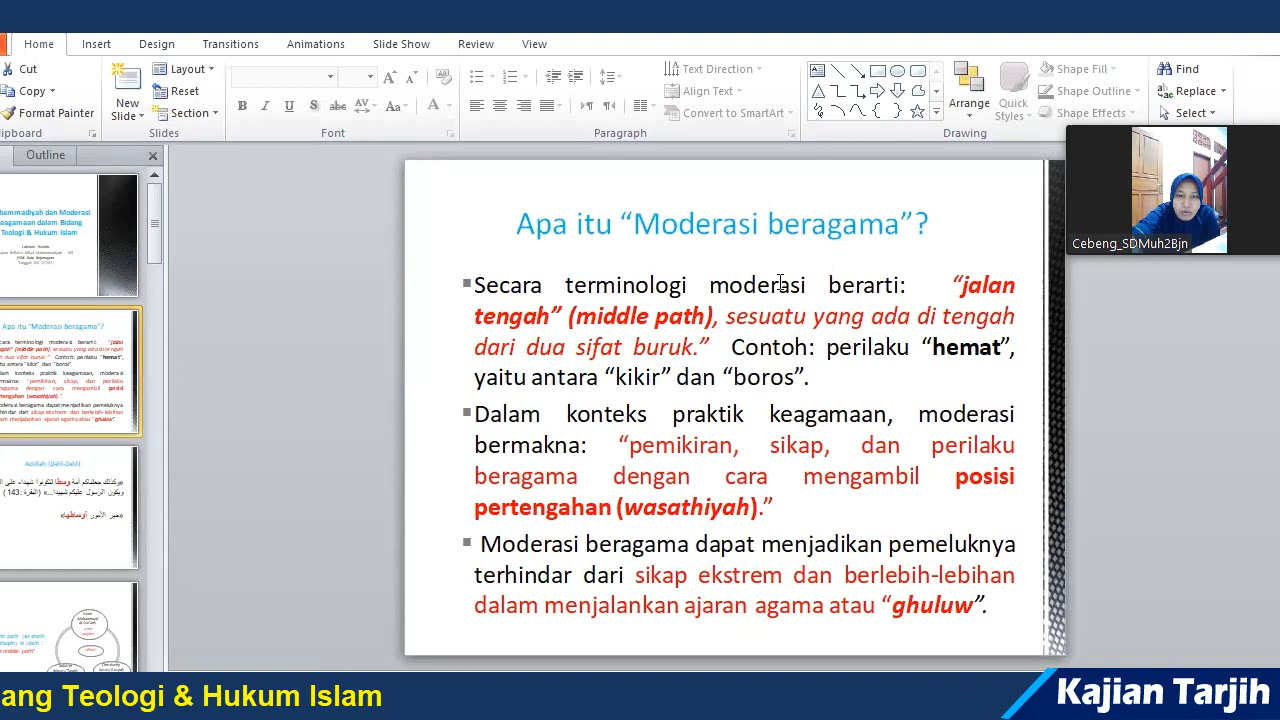 Home Insert Design Transitions Animations Slide Show Review View
Cut
Copy
Format Painter
New Slide
Layout
Reset
Section
Slides
Font
Text Direction
Align Text
Convert to SmartArt
Paragraph
Arrange
Quick Styles
Shape Fill
Shape Outline
Shape Effects
Drawing
Find
Replace
Select
Outline
Apa itu “Moderasi beragama”?
Secara terminologi moderasi berarti: “jalan
tengah” (middle path), sesuatu yang ada di tengah
dari dua sifat buruk.” Contoh: perilaku “hemat”,
yaitu antara “kikir” dan “boros”.
Dalam konteks praktik keagamaan, moderasi
bermakna: “pemikiran, sikap, dan perilaku
beragama dengan cara mengambil posisi
pertengahan (wasathiyah).”
Moderasi beragama dapat menjadikan pemeluknya
terhindar dari sikap ekstrem dan berlebih-lebihan
dalam menjalankan ajaran agama atau “ghuluw”.
Cebeng_SDMuh2Bjn
ang Teologi & Hukum Islam
Kajian Tarjih